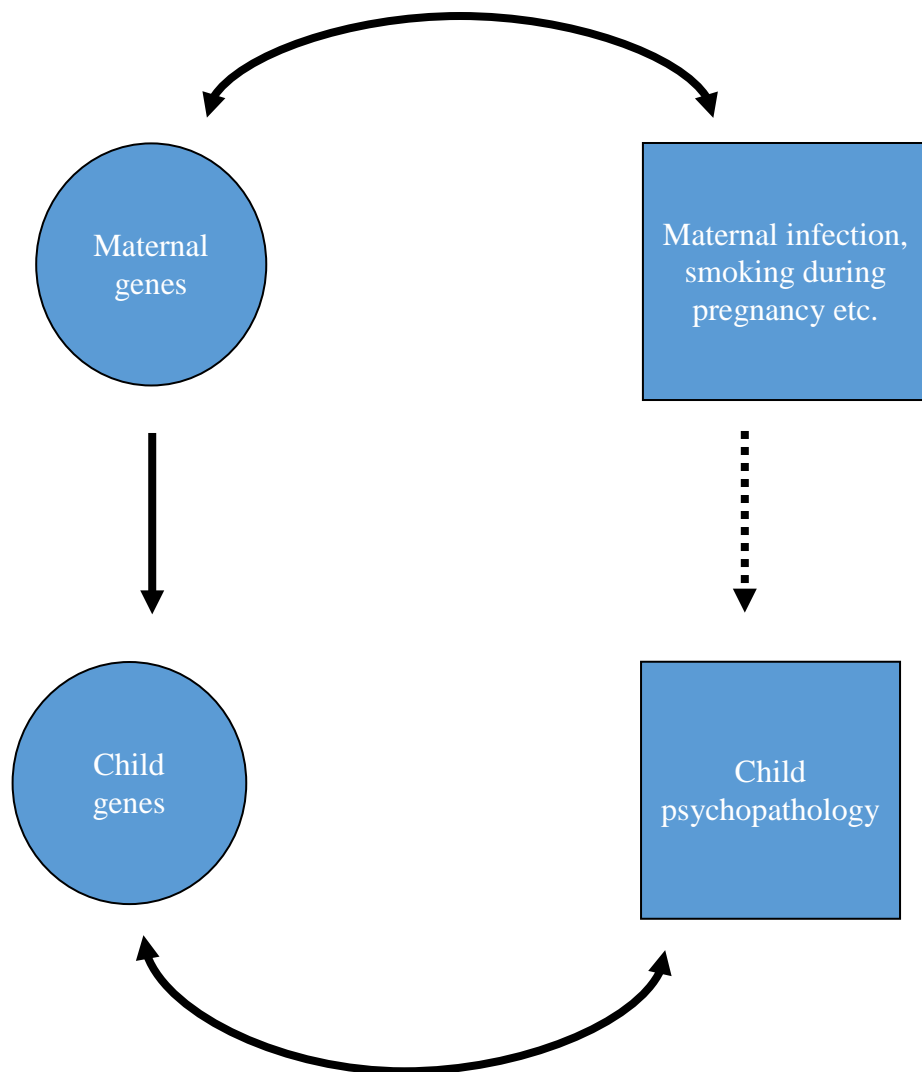 Maternal
genes
Maternal infection,
smoking during
pregnancy etc.
Child
genes
Child
psychopathology